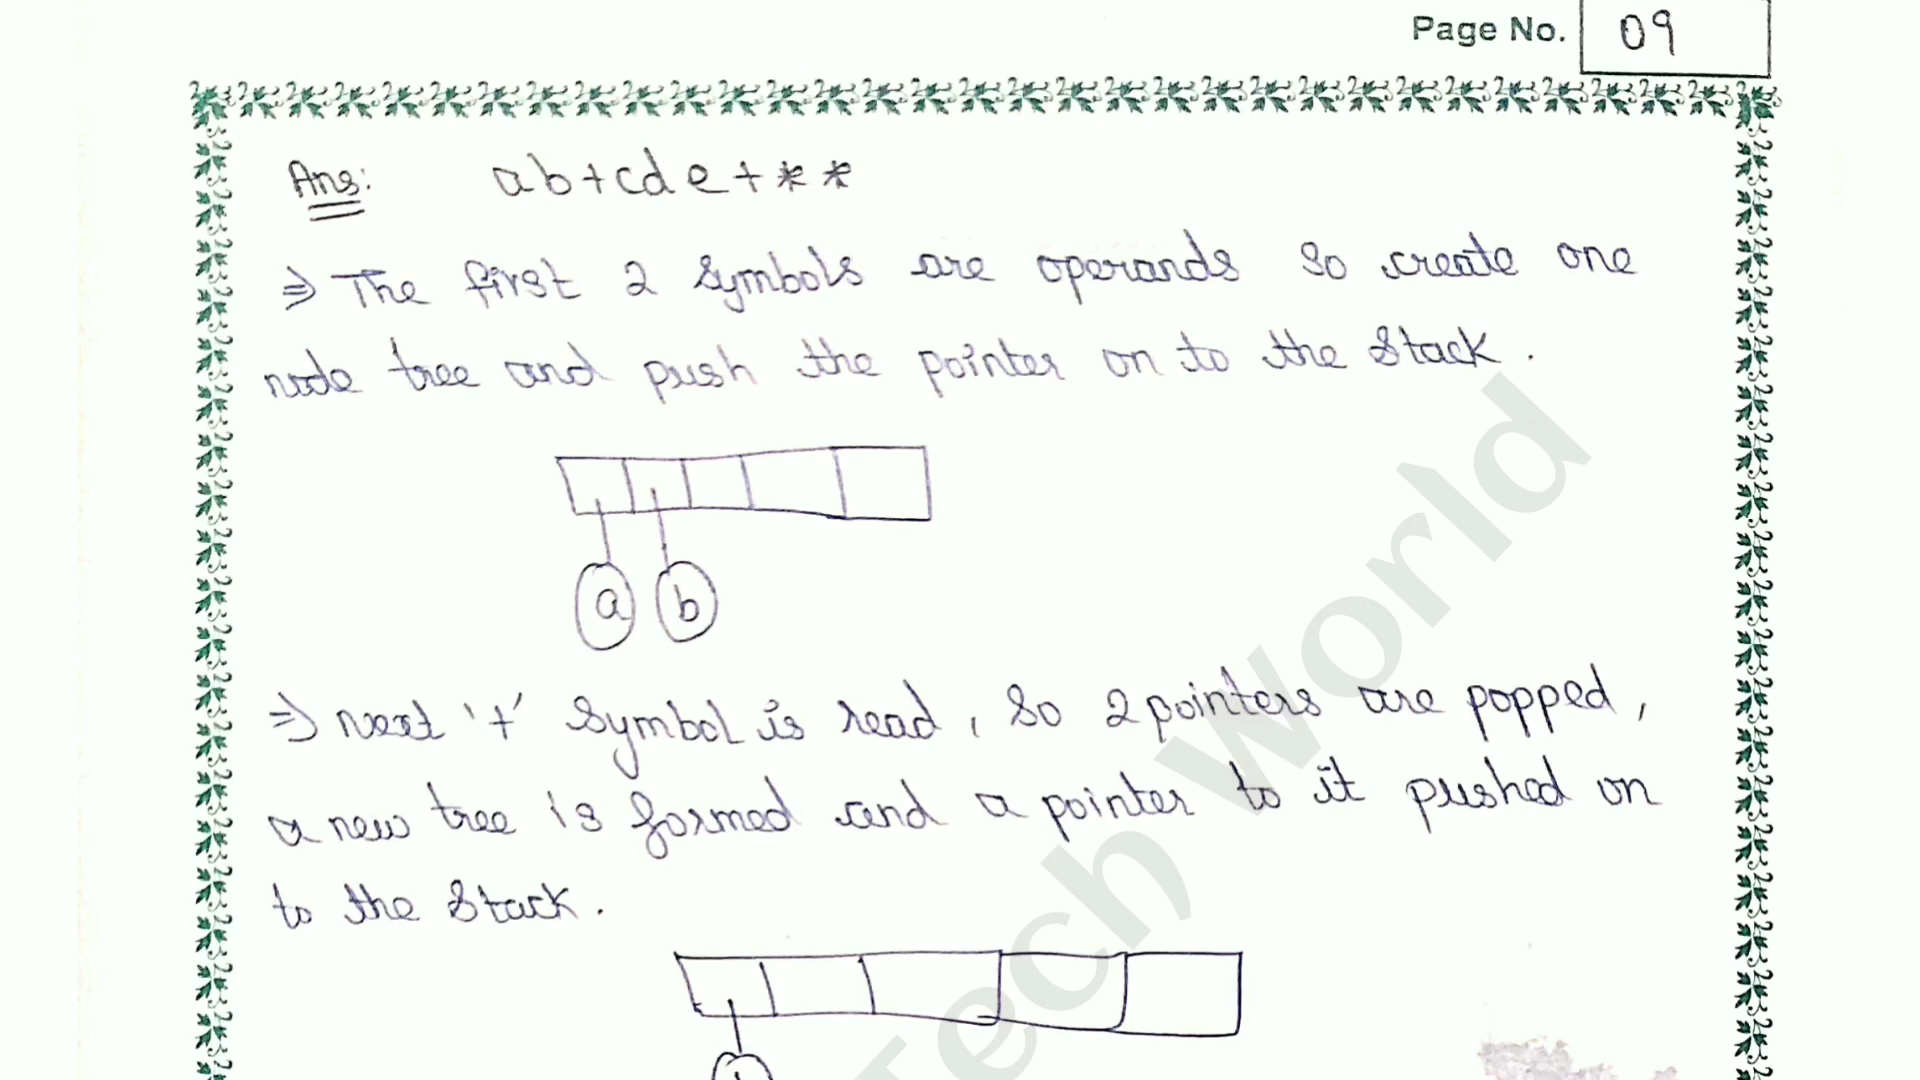 Page No. 09
Ans: ab+cde+**
⇒ The first 2 symbols are operands so create one
node tree and push the pointer on to the stack.
a b
⇒ Next '+' symbol is read, so 2 pointers are popped,
a new tree is formed and a pointer to it pushed on
to the stack.
Tech World